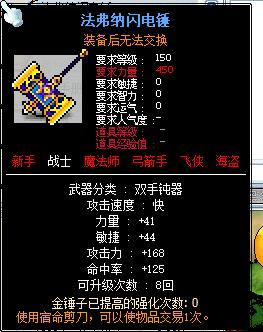 法弗纳闪电锤
装备后无法交换
要求等级 : 150
要求力量 : 450
要求敏捷 : 0
要求智力 : 0
要求运气 : 0
要求人气度 : -
道具等级 : -
道具经验值 : -
新手 战士 魔法师 弓箭手 飞侠 海盗
武器分类 : 双手钝器
攻击速度 : 快
力量 : +41
敏捷 : +44
攻击力 : +168
命中率 : +125
可升级次数 : 8回
金锤子已提高的强化次数: 0
使用宿命剪刀，可以使物品交易1次。